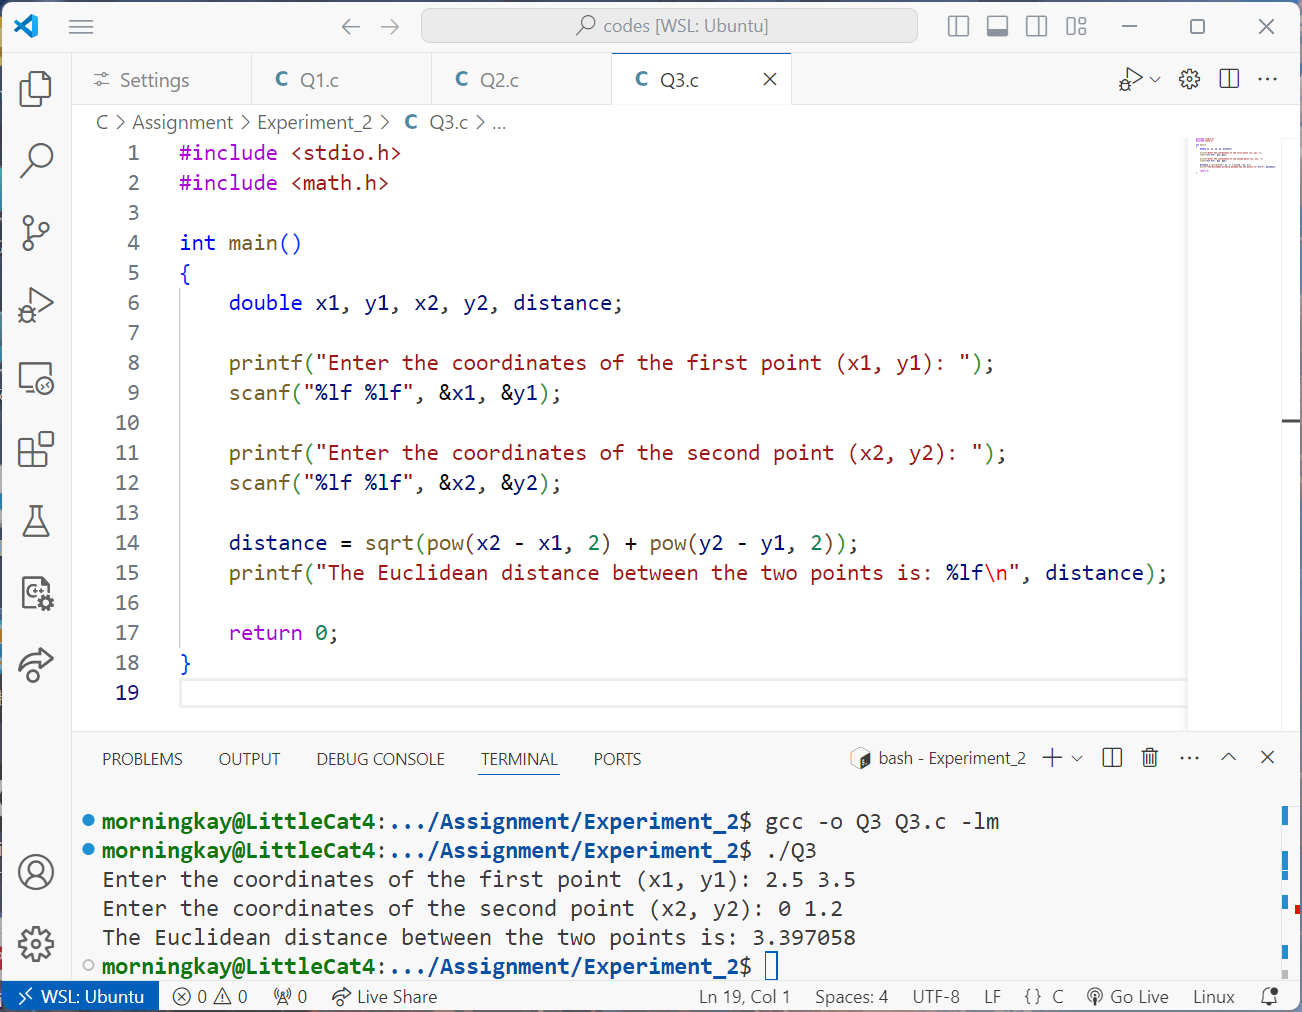 codes [WSL: Ubuntu]
Settings
C Q1.c
C Q2.c
C Q3.c
C > Assignment > Experiment_2 > C Q3.c > ...
1 #include <stdio.h>
2 #include <math.h>
3
4 int main()
5 {
6     double x1, y1, x2, y2, distance;
7
8     printf("Enter the coordinates of the first point (x1, y1): ");
9     scanf("%lf %lf", &x1, &y1);
10
11     printf("Enter the coordinates of the second point (x2, y2): ");
12     scanf("%lf %lf", &x2, &y2);
13
14     distance = sqrt(pow(x2 - x1, 2) + pow(y2 - y1, 2));
15     printf("The Euclidean distance between the two points is: %lf\n", distance);
16
17     return 0;
18 }
19
PROBLEMS OUTPUT DEBUG CONSOLE TERMINAL PORTS bash - Experiment_2
morningkay@LittleCat4:.../Assignment/Experiment_2$ gcc -o Q3 Q3.c -lm
morningkay@LittleCat4:.../Assignment/Experiment_2$ ./Q3
Enter the coordinates of the first point (x1, y1): 2.5 3.5
Enter the coordinates of the second point (x2, y2): 0 1.2
The Euclidean distance between the two points is: 3.397058
morningkay@LittleCat4:.../Assignment/Experiment_2$
WSL: Ubuntu 0 0 0 Live Share Ln 19, Col 1 Spaces: 4 UTF-8 LF {} C Go Live Linux